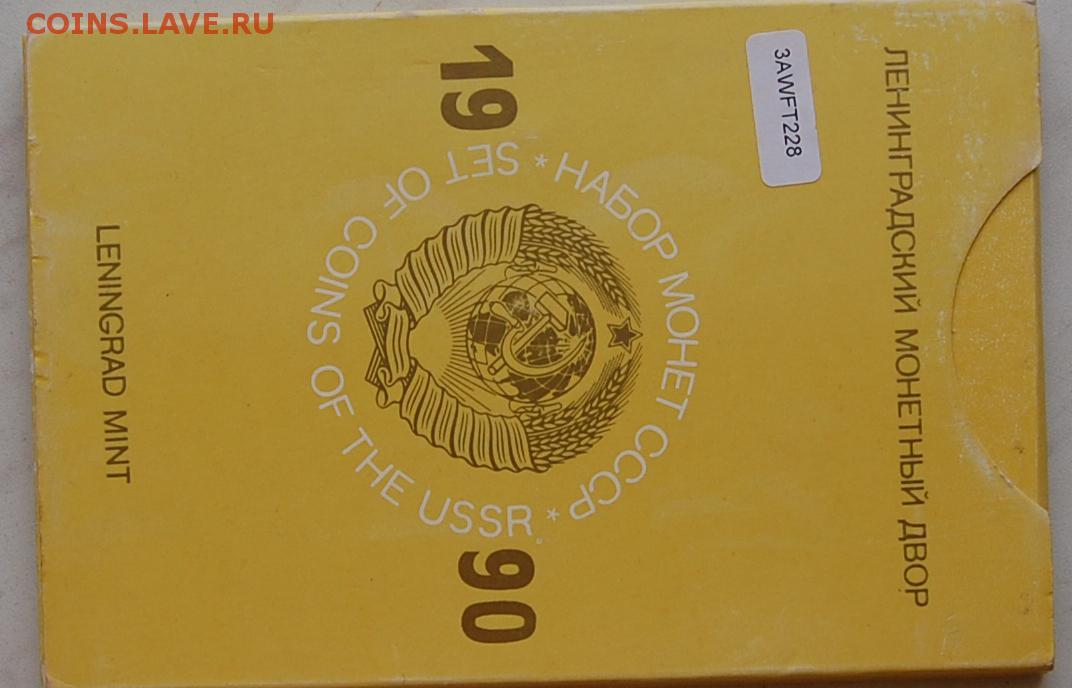 COINS.LAVE.RU
ЛЕНИНГРАДСКИЙ МОНЕТНЫЙ ДВОР
3AWFT228
* НАБОР МОНЕТ СССР *
19 90
SET OF COINS OF THE USSR
LENINGRAD MINT